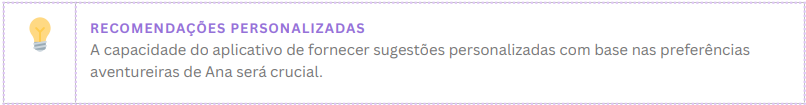 RECOMENDAÇÕES PERSONALIZADAS
A capacidade do aplicativo de fornecer sugestões personalizadas com base nas preferências
aventureiras de Ana será crucial.